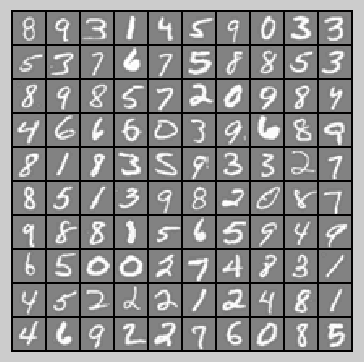 8 9 3 1 4 5 9 0 3 3
5 3 7 6 7 5 8 8 5 3
8 9 8 5 7 2 0 9 8 4
4 6 6 6 0 3 9 6 8 9
8 1 8 3 5 9 3 3 2 7
8 5 1 3 9 8 2 0 8 7
9 8 8 1 5 6 5 9 4 9
6 5 0 0 2 7 4 8 3 1
4 5 2 2 2 1 2 4 8 1
4 6 9 2 2 7 6 0 8 5